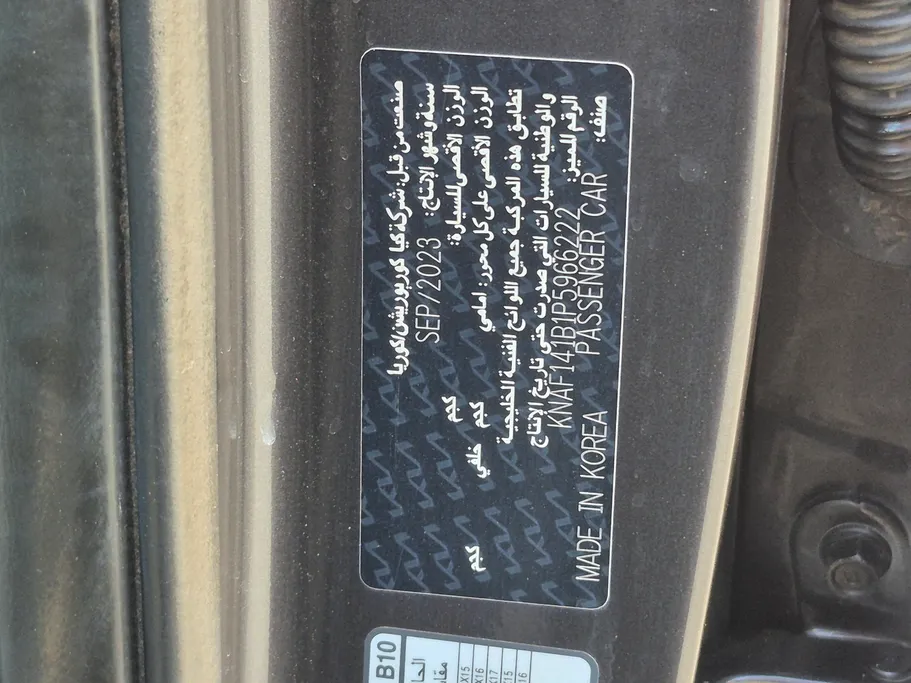 صنعت من قبل: شركة كيا كوربوريشن/كوريا
سنة وشهر الإنتاج: SEP/2023
الوزن الأقصى للسيارة: كجم
الوزن الأقصى على كل محور: امامي كجم خلفي كجم
تطابق هذه المركبة جميع اللوائح الفنية الخليجية
والوطنية للسيارات التي صدرت حتى تاريخ الإنتاج
الرقم المميز: KNAF141B1P5966222
صنف: PASSENGER CAR MADE IN KOREA
B10